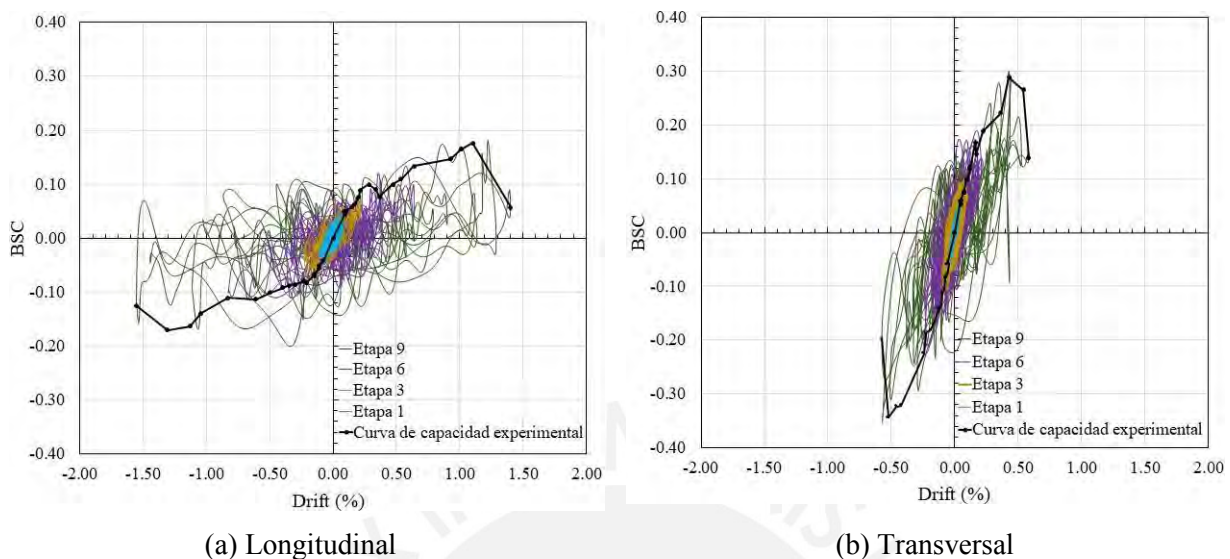 0.40
0.30
0.20
0.10
0.00
-0.10
-0.20
-0.30
-0.40
BSC
-2.00 -1.50 -1.00 -0.50 0.00 0.50 1.00 1.50 2.00
Drift (%)
Etapa 9
Etapa 6
Etapa 3
Etapa 1
Curva de capacidad experimental
(a) Longitudinal
0.40
0.30
0.20
0.10
0.00
-0.10
-0.20
-0.30
-0.40
BSC
-2.00 -1.50 -1.00 -0.50 0.00 0.50 1.00 1.50 2.00
Drift (%)
Etapa 9
Etapa 6
Etapa 3
Etapa 1
Curva de capacidad experimental
(b) Transversal